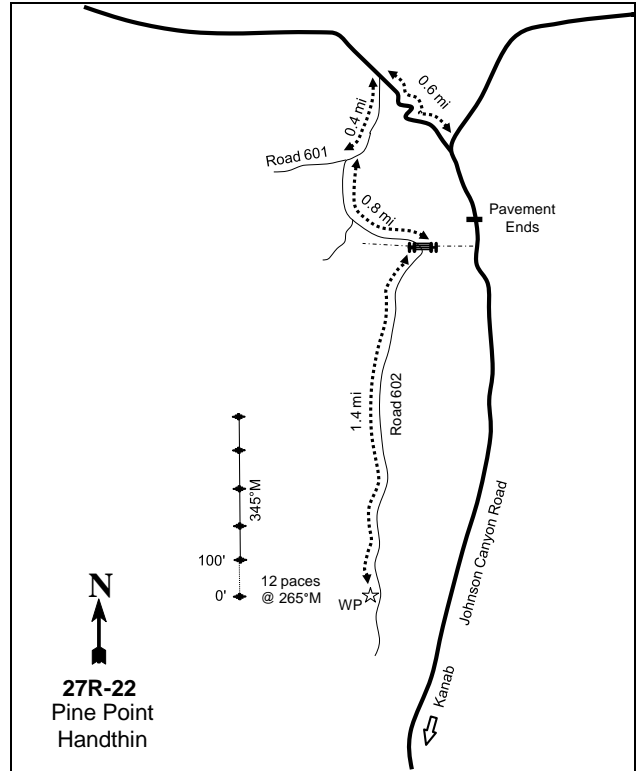 0.6 mi
0.4 mi
Road 601
0.8 mi
Pavement
Ends
1.4 mi
Road 602
345°M
Johnson Canyon Road
100'
12 paces
@ 265°M
0'
WP
N
Kanab
27R-22
Pine Point
Handthin